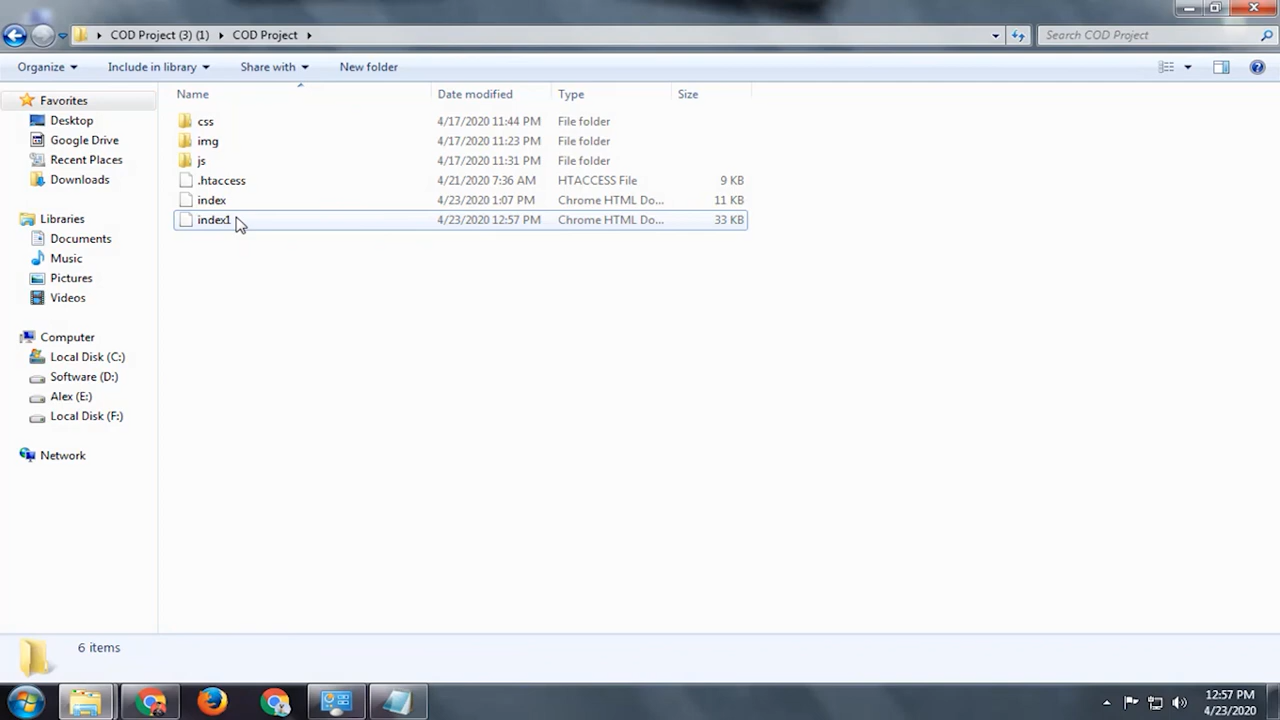 COD Project (3) (1) COD Project Search COD Project
Organize Include in library Share with New folder
Name Date modified Type Size
Favorites
Desktop
Google Drive
Recent Places
Downloads
Libraries
Documents
Music
Pictures
Videos
Computer
Local Disk (C:)
Software (D:)
Alex (E:)
Local Disk (F:)
Network
css 4/17/2020 11:44 PM File folder
img 4/17/2020 11:23 PM File folder
js 4/17/2020 11:31 PM File folder
.htaccess 4/21/2020 7:36 AM HTACCESS File 9 KB
index 4/23/2020 1:07 PM Chrome HTML Do... 11 KB
index1 4/23/2020 12:57 PM Chrome HTML Do... 33 KB
6 items
12:57 PM
4/23/2020